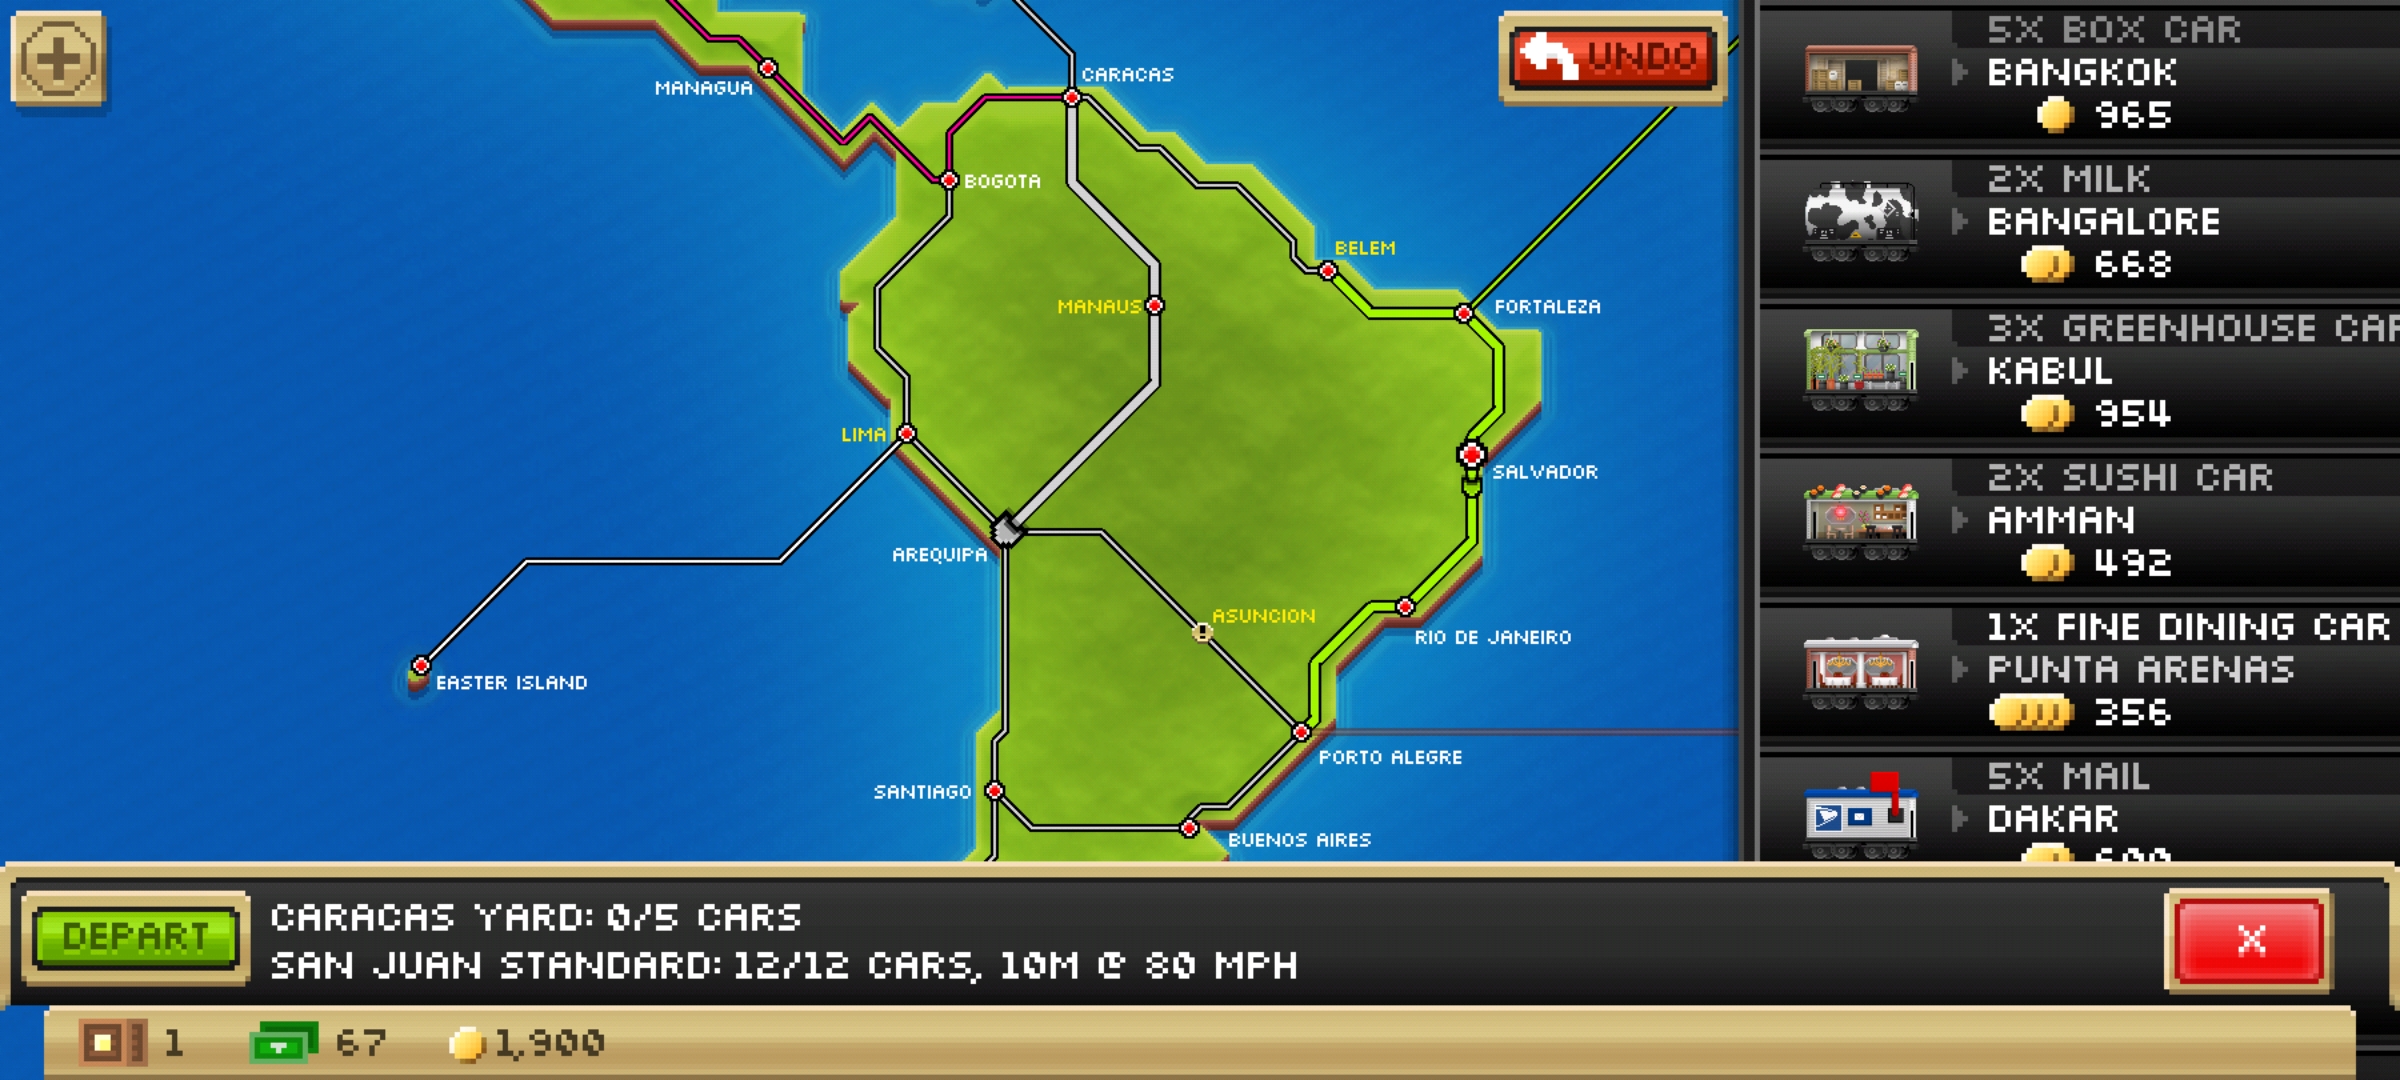 CARACAS
UNDO
MANAGUA
BOGOTA
BELEM
MANAUS
FORTALEZA
LIMA
SALVADOR
AREQUIPA
ASUNCION
RIO DE JANEIRO
EASTER ISLAND
PORTO ALEGRE
SANTIAGO
BUENOS AIRES
5X BOX CAR
BANGKOK
965
2X MILK
BANGALORE
668
3X GREENHOUSE CAR
KABUL
954
2X SUSHI CAR
AMMAN
492
1X FINE DINING CAR
PUNTA ARENAS
356
5X MAIL
DAKAR
DEPART
CARACAS YARD: 0/5 CARS
SAN JUAN STANDARD: 12/12 CARS, 10M @ 80 MPH
X
1
67
1,900